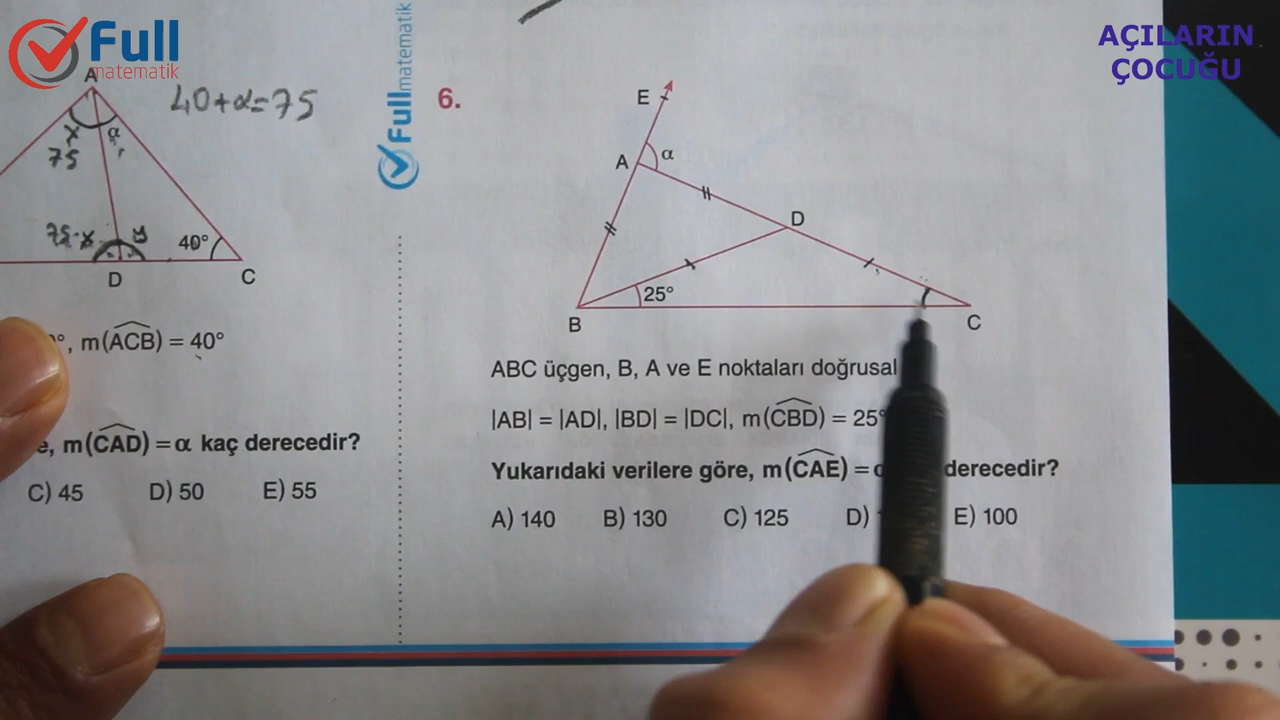 Full
matematik
AÇILARIN
ÇOCUĞU
A
40+α=75
x
α
75
75-x
y
40°
D
C
m(ACB) = 40°
m(CAD) = α kaç derecedir?
C) 45 D) 50 E) 55
Full matematik
6.
E
A
α
D
25°
B
C
ABC üçgen, B, A ve E noktaları doğrusal
|AB| = |AD|, |BD| = |DC|, m(CBD) = 25°
Yukarıdaki verilere göre, m(CAE) = derecedir?
A) 140 B) 130 C) 125 D) E) 100